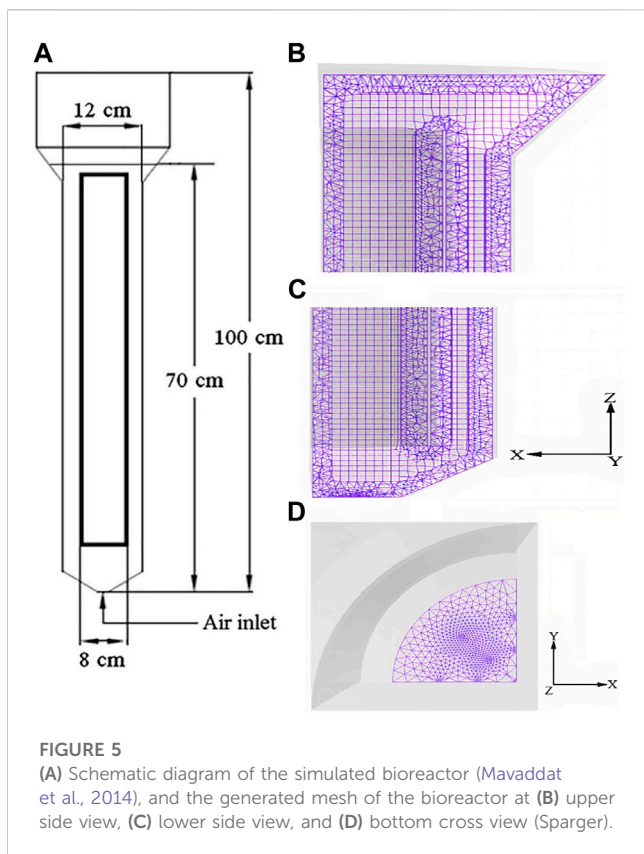 A
12 cm
100 cm
70 cm
Air inlet
8 cm
B
C
Z
X
Y
D
Y
Z
X
FIGURE 5
(A) Schematic diagram of the simulated bioreactor (Mavaddat
et al., 2014), and the generated mesh of the bioreactor at (B) upper
side view, (C) lower side view, and (D) bottom cross view (Sparger).